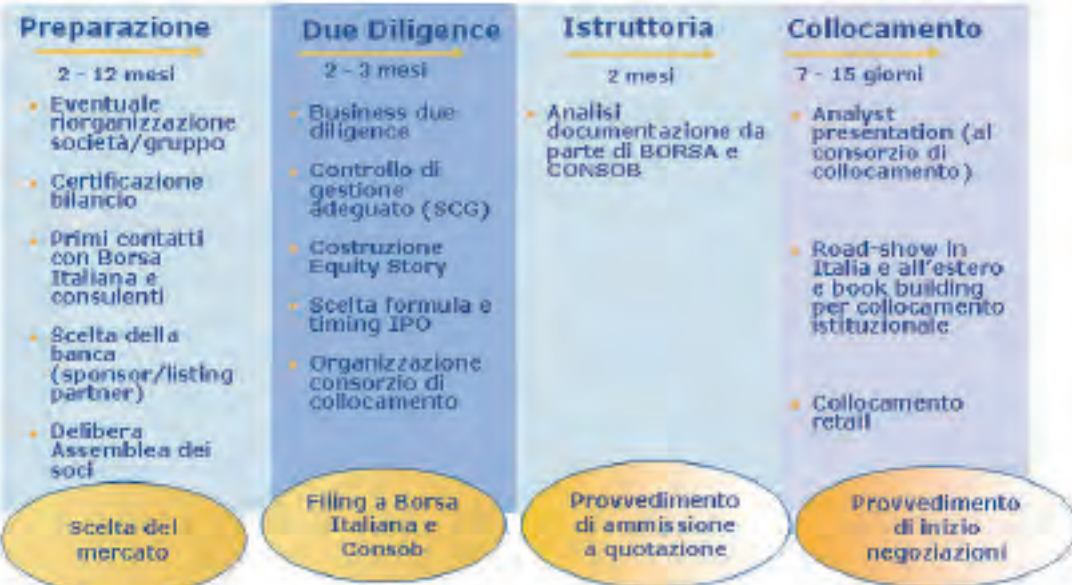 Preparazione
2 - 12 mesi
Eventuale
riorganizzazione
società/gruppo
Certificazione
bilancio
Primi contatti
con Borsa
Italiana e
consulenti
Scelta della
banca
(sponsor/listing
partner)
Delibera
Assemblea dei
soci
Scelta del
mercato
Due Diligence
2 - 3 mesi
Business due
diligence
Controllo di
gestione
adeguato (SCG)
Costruzione
Equity Story
Scelta formula e
timing IPO
Organizzazione
consorzio di
collocamento
Filing a Borsa
Italiana e
Consob
Istruttoria
2 mesi
Analisi
documentazione da
parte di BORSA e
CONSOB
Provvedimento
di ammissione
a quotazione
Collocamento
7 - 15 giorni
Analyst
presentation (al
consorzio di
collocamento)
Road-show in
Italia e all'estero
e book building
per collocamento
istituzionale
Collocamento
retail
Provvedimento
di inizio
negoziazioni